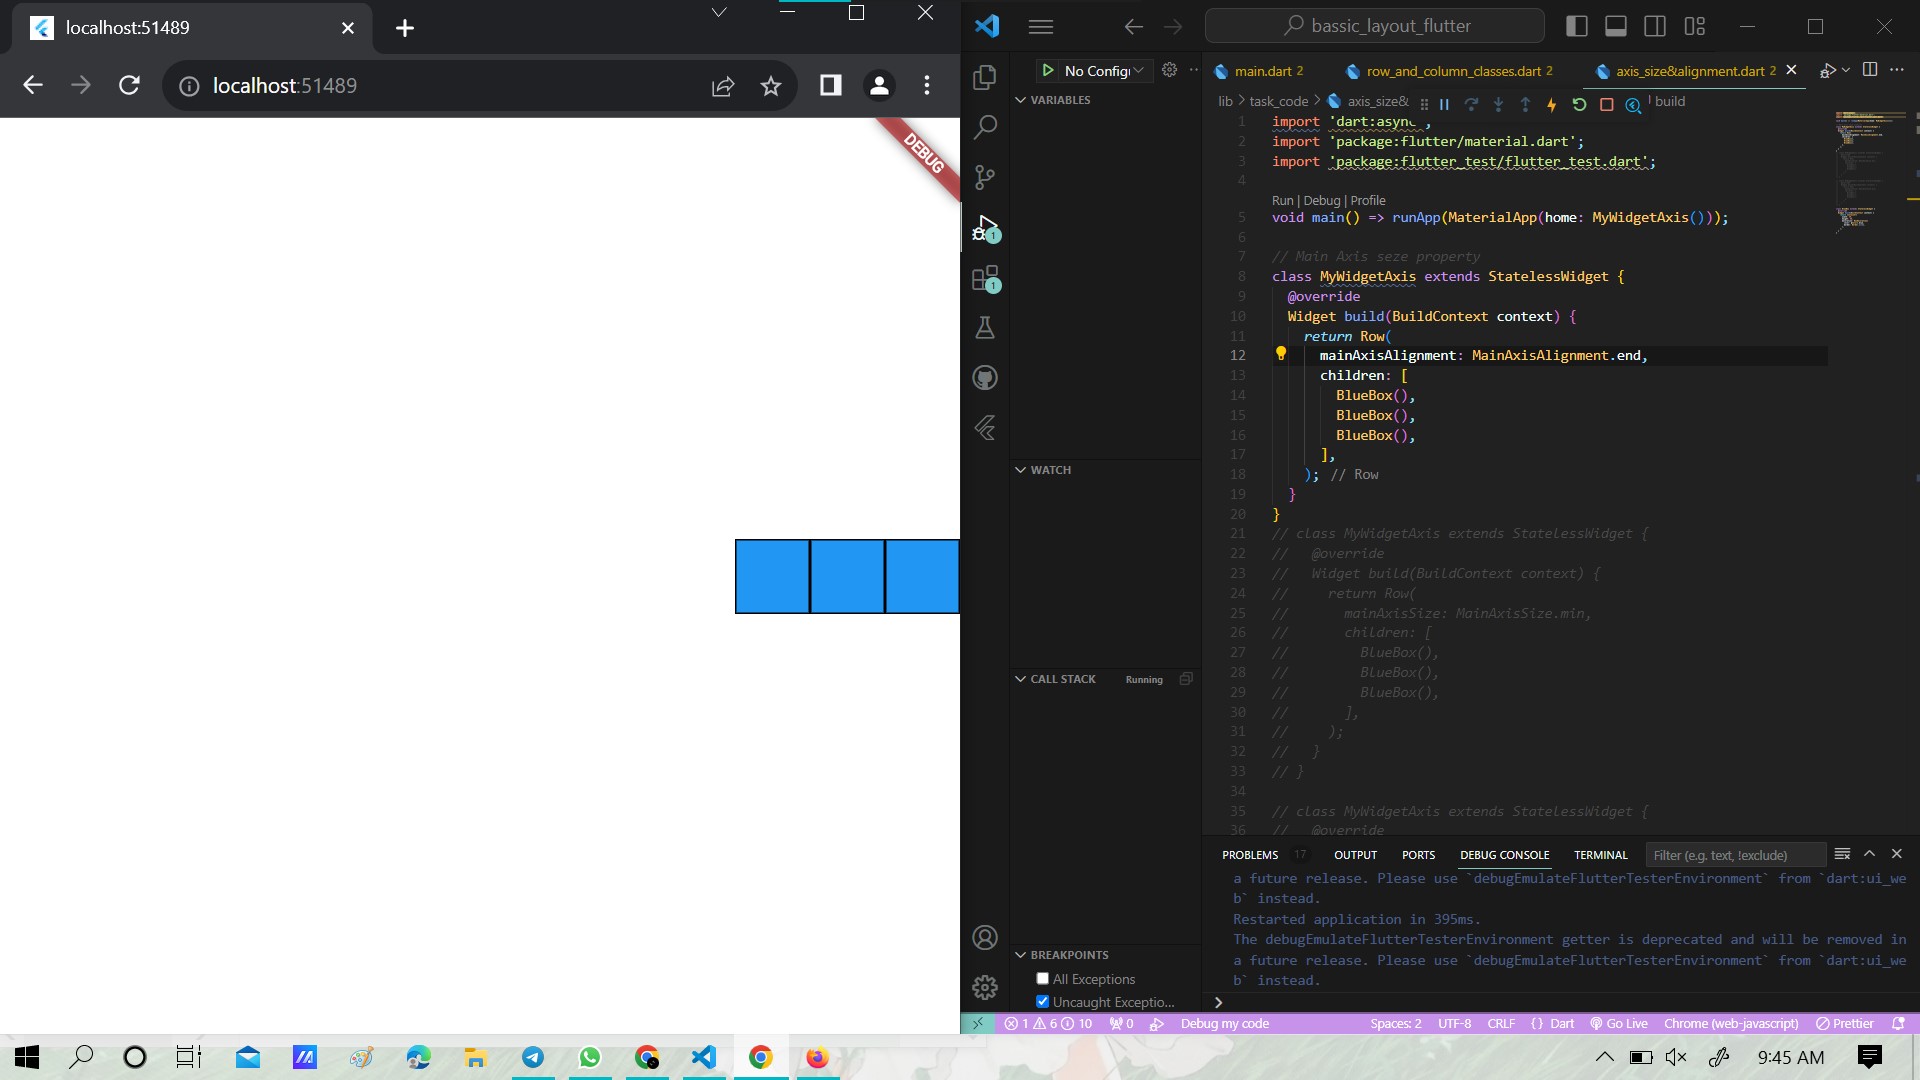 localhost:51489
localhost:51489
DEBUG
bassic_layout_flutter
No Config
main.dart 2
row_and_column_classes.dart 2
axis_size&alignment.dart 2
VARIABLES
lib > task_code > axis_size&
build
1 import 'dart:async';
2 import 'package:flutter/material.dart';
3 import 'package:flutter_test/flutter_test.dart';
4
Run | Debug | Profile
5 void main() => runApp(MaterialApp(home: MyWidgetAxis()));
6
7 // Main Axis seze property
8 class MyWidgetAxis extends StatelessWidget {
9 @override
10 Widget build(BuildContext context) {
11 return Row(
12 mainAxisAlignment: MainAxisAlignment.end,
13 children: [
14 BlueBox(),
15 BlueBox(),
16 BlueBox(),
17 ],
18 ); // Row
19 }
20 }
21 // class MyWidgetAxis extends StatelessWidget {
22 // @override
23 // Widget build(BuildContext context) {
24 // return Row(
25 // mainAxisSize: MainAxisSize.min,
26 // children: [
27 // BlueBox(),
28 // BlueBox(),
29 // BlueBox(),
30 // ],
31 // );
32 // }
33 // }
34
35 // class MyWidgetAxis extends StatelessWidget {
36 // @override
WATCH
CALL STACK Running
BREAKPOINTS
All Exceptions
Uncaught Exceptio...
PROBLEMS 17 OUTPUT PORTS DEBUG CONSOLE TERMINAL Filter (e.g. text, !exclude)
a future release. Please use `debugEmulateFlutterTesterEnvironment` from `dart:ui_we
b` instead.
Restarted application in 395ms.
The debugEmulateFlutterTesterEnvironment getter is deprecated and will be removed in
a future release. Please use `debugEmulateFlutterTesterEnvironment` from `dart:ui_we
b` instead.
1 6 10 0 Debug my code Spaces: 2 UTF-8 CRLF {} Dart Go Live Chrome (web-javascript) Prettier
9:45 AM